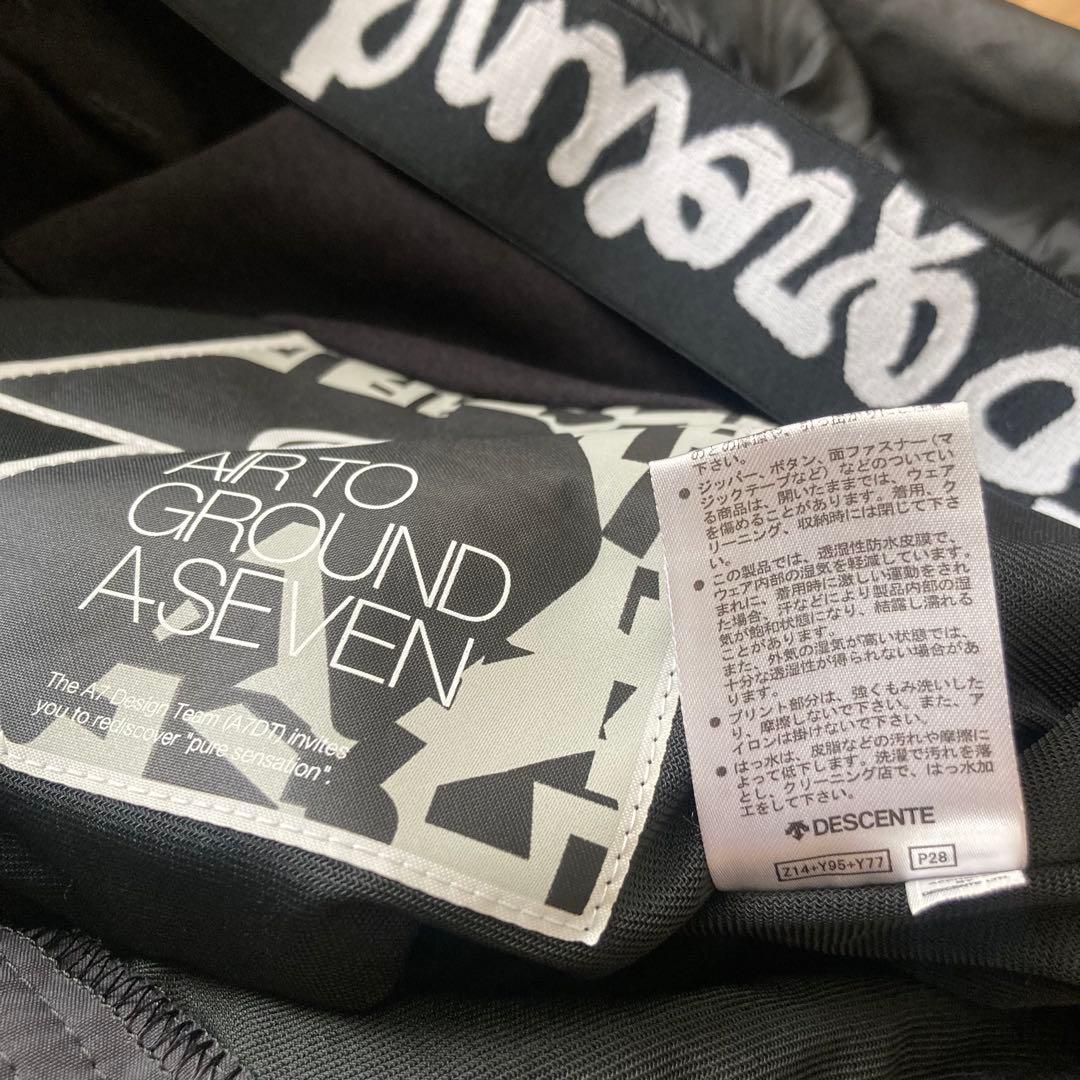 AIR TO
GROUND
A SEVEN
The A7 Design Team (A7DT) invites
you to rediscover "pure sensation".
下さい。
● ジッパー、ボタン、面ファスナー(マ
ジックテープなど)などのついてい
る商品は、開いたままでは、ウェア
を傷めることがあります。着用、ク
リーニング、収納時には閉じて下さ
い。
● この製品では、透湿性防水皮膜で、
ウェア内部の湿気を軽減しています。
まれに、着用時に激しい運動をされ
た場合、汗などにより製品内部の湿
気が飽和状態になり、結露し濡れる
ことがあります。
また、外気の湿気が高い状態では、
十分な透湿性が得られない場合があ
ります。
● プリント部分は、強くもみ洗いした
り、摩擦しないで下さい。また、ア
イロンは掛けないで下さい。
● はっ水は、皮脂などの汚れや摩擦に
よって低下します。洗濯で汚れを落
とし、クリーニング店で、はっ水加
工をして下さい。
DESCENTE
Z14+Y95+Y77 P28